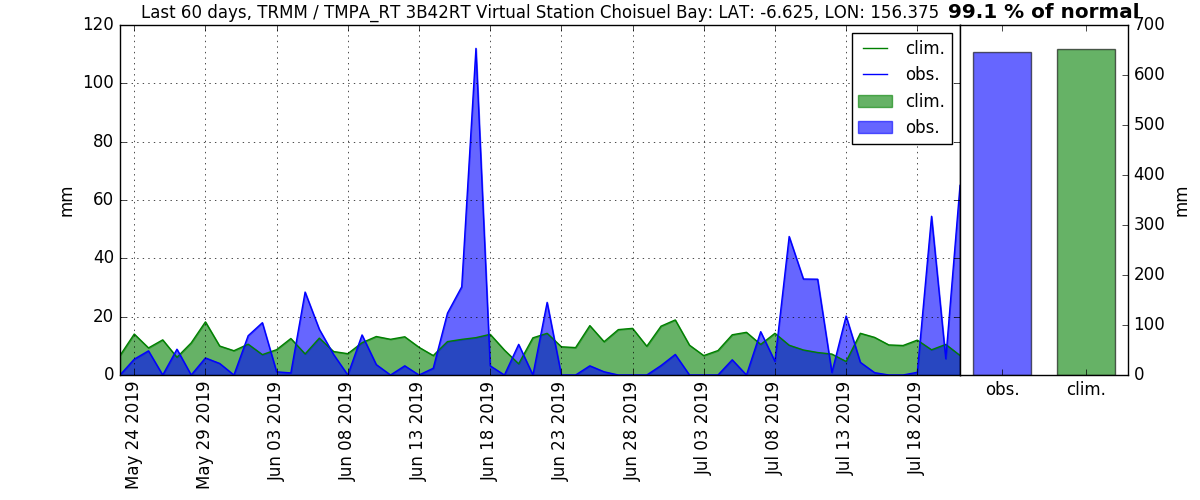 Last 60 days, TRMM / TMPA_RT 3B42RT Virtual Station Choisuel Bay: LAT: -6.625, LON: 156.375 99.1 % of normal
120
100
80
60
40
20
0
mm
clim.
obs.
clim.
obs.
May 24 2019
May 29 2019
Jun 03 2019
Jun 08 2019
Jun 13 2019
Jun 18 2019
Jun 23 2019
Jun 28 2019
Jul 03 2019
Jul 08 2019
Jul 13 2019
Jul 18 2019
700
600
500
400
300
200
100
0
mm
obs.
clim.